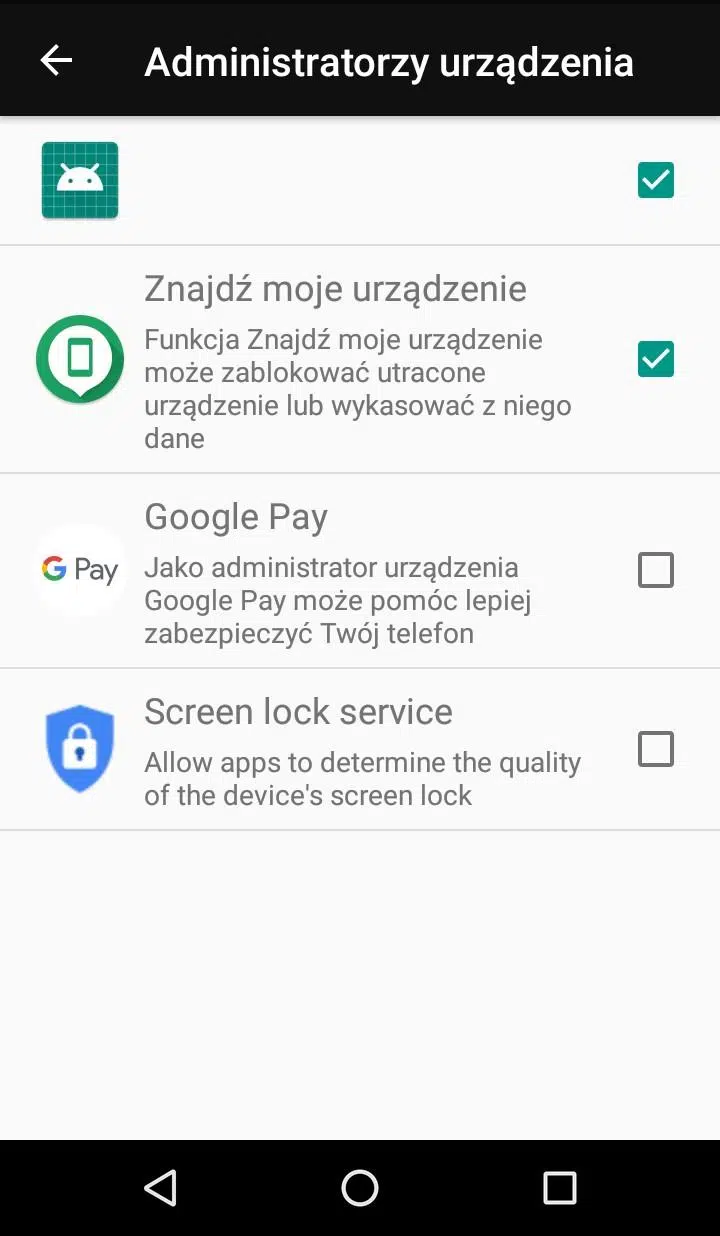 Administratorzy urządzenia
Znajdź moje urządzenie
Funkcja Znajdź moje urządzenie
może zablokować utracone
urządzenie lub wykasować z niego
dane
Google Pay
G Pay
Jako administrator urządzenia
Google Pay może pomóc lepiej
zabezpieczyć Twój telefon
Screen lock service
Allow apps to determine the quality
of the device's screen lock